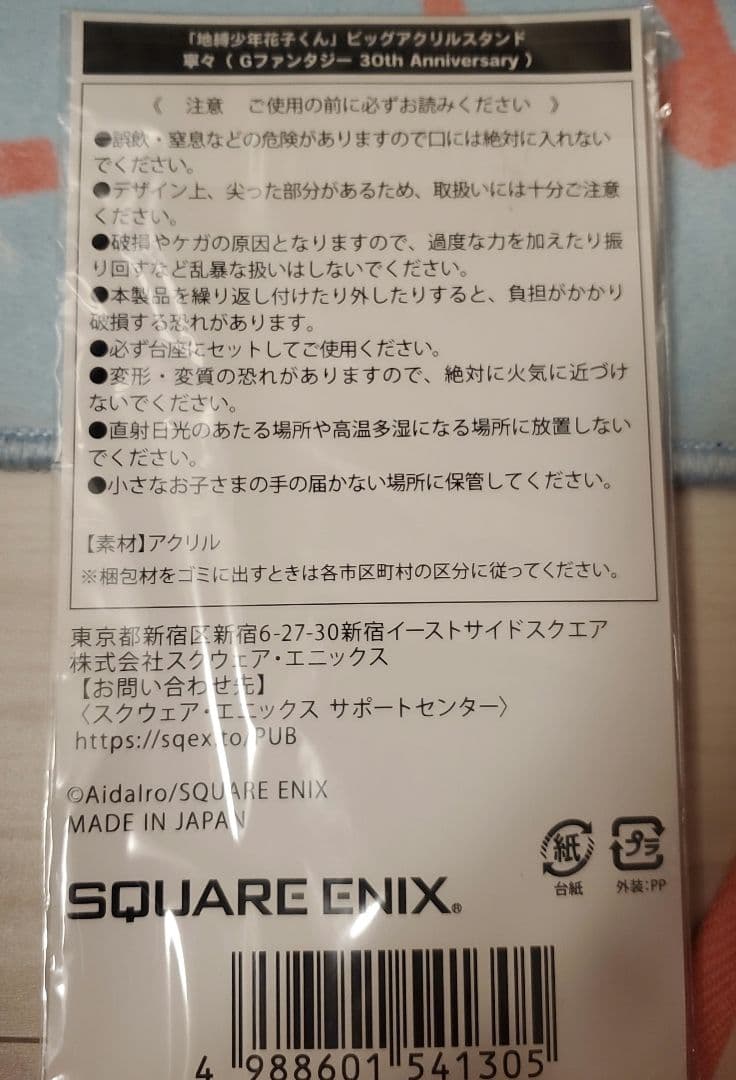 「地縛少年花子くん」ビッグアクリルスタンド
寧々（Gファンタジー 30th Anniversary）
《　注意　ご使用の前に必ずお読みください　》
●誤飲・窒息などの危険がありますので口には絶対に入れない
でください。
●デザイン上、尖った部分があるため、取扱いには十分ご注意
ください。
●破損やケガの原因となりますので、過度な力を加えたり振
り回すなど乱暴な扱いはしないでください。
●本製品を繰り返し付けたり外したりすると、負担がかかり
破損する恐れがあります。
●必ず台座にセットしてご使用ください。
●変形・変質の恐れがありますので、絶対に火気に近づけ
ないでください。
●直射日光のあたる場所や高温多湿になる場所に放置しない
でください。
●小さなお子さまの手の届かない場所に保管してください。
【素材】アクリル
※梱包材をゴミに出すときは各市区町村の区分に従ってください。
東京都新宿区新宿6-27-30新宿イーストサイドスクエア
株式会社スクウェア・エニックス
【お問い合わせ先】
〈スクウェア・エニックス サポートセンター〉
https://sqex.to/PUB
©AidaIro/SQUARE ENIX
MADE IN JAPAN
紙
台紙
プラ
外装：PP
SQUARE ENIX®
4 988601 541305